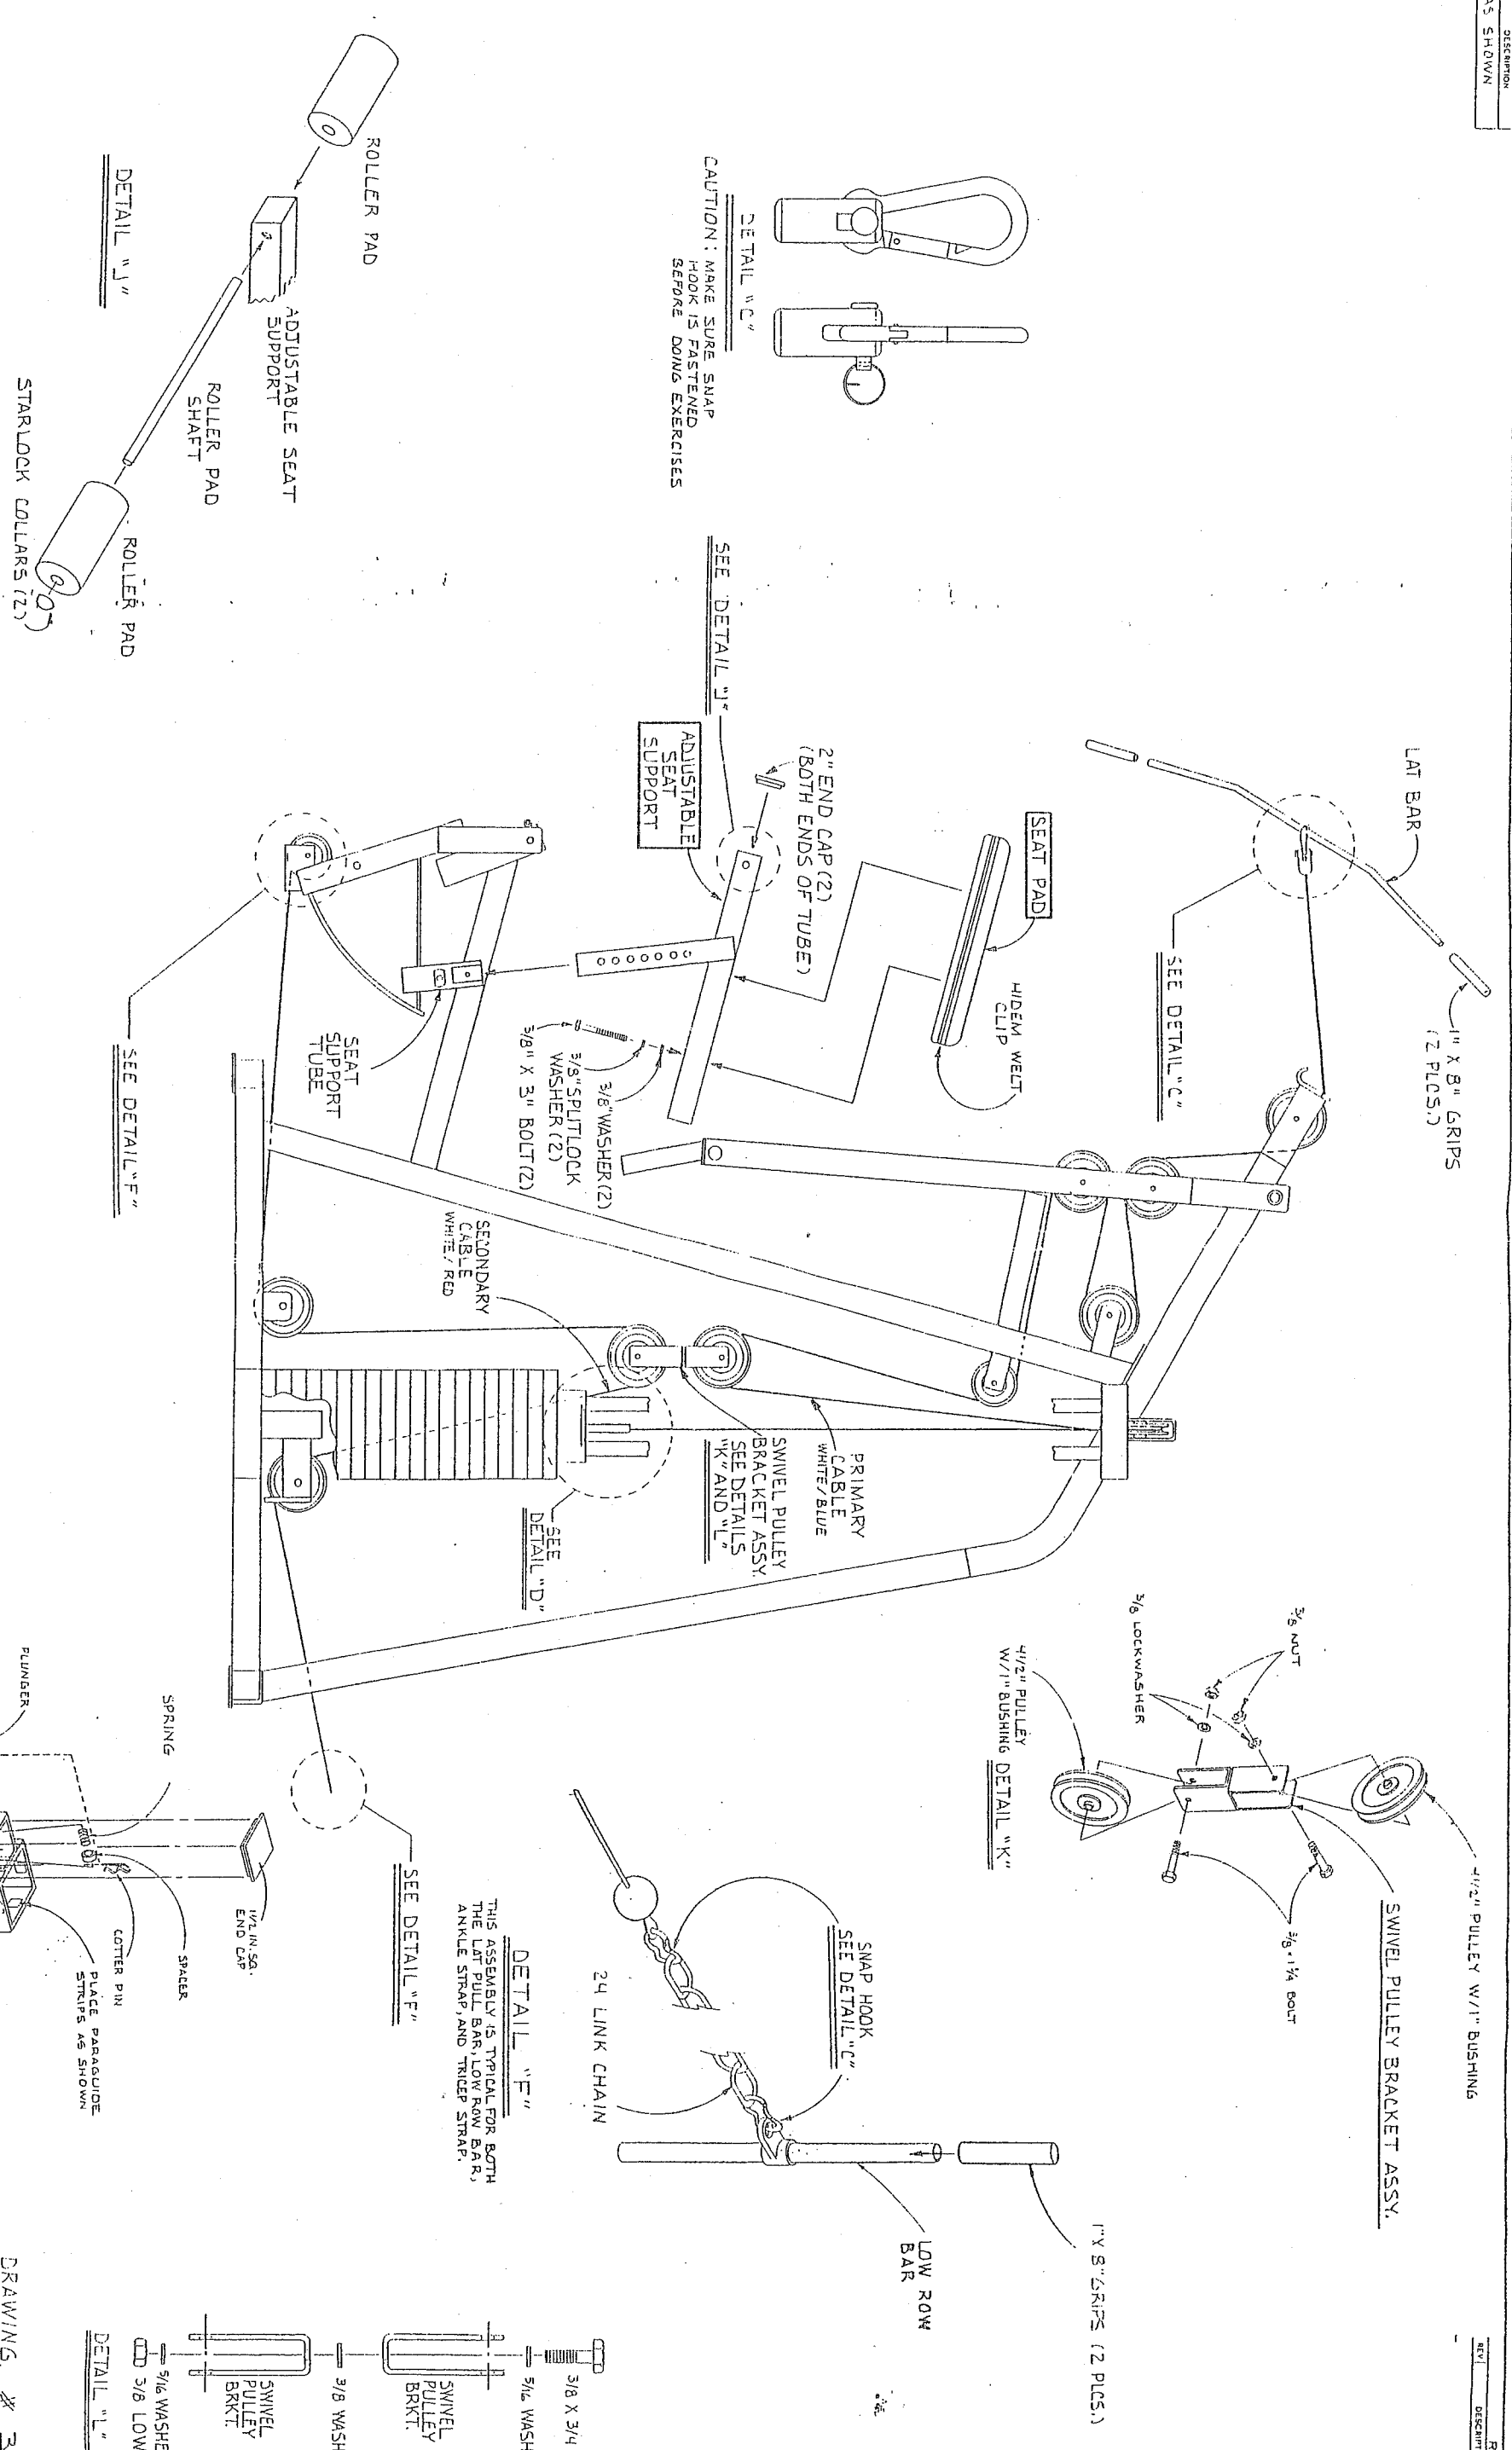 DESCRIPTION
AS SHOWN
REV
DESCRIPT
LAT BAR
1" X 8" GRIPS
(2 PLCS.)
SEE DETAIL "C"
DETAIL "C"
CAUTION: MAKE SURE SNAP
HOOK IS FASTENED
BEFORE DOING EXERCISES
SEAT PAD
HIDEM WELT
CLIP
2" END CAP (2)
(BOTH ENDS OF TUBE)
SEE DETAIL "J"
ADJUSTABLE
SEAT
SUPPORT
3/8" WASHER (2)
3/8" SPLITLOCK
WASHER (2)
3/8" X 3" BOLT (2)
SEAT
SUPPORT
TUBE
SEE DETAIL "F"
ROLLER PAD
ADJUSTABLE SEAT
SUPPORT
ROLLER PAD
SHAFT
ROLLER PAD
STARLOCK COLLARS (2)
DETAIL "J"
SECONDARY
CABLE
WHITE/RED
PRIMARY
CABLE
WHITE/BLUE
SWIVEL PULLEY
BRACKET ASSY.
SEE DETAILS
"K" AND "L"
SEE
DETAIL "D"
SEE DETAIL "F"
4 1/2" PULLEY W/1" BUSHING
SWIVEL PULLEY BRACKET ASSY.
3/8 NUT
3/8 LOCKWASHER
3/8 x 1 3/4 BOLT
4 1/2" PULLEY
W/1" BUSHING
DETAIL "K"
SNAP HOOK
SEE DETAIL "C".
24 LINK CHAIN
1" X 8" GRIPS (2 PLCS.)
LOW ROW
BAR
DETAIL "F"
THIS ASSEMBLY IS TYPICAL FOR BOTH
THE LAT PULL BAR, LOW ROW BAR,
ANKLE STRAP, AND TRICEP STRAP.
SPRING
PLUNGER
1 1/2 IN. SQ.
END CAP
SPACER
COTTER PIN
PLACE PARAGUIDE
STRIPS AS SHOWN
3/8 X 3/4
5/16 WASH
SWIVEL
PULLEY
BRKT.
3/8 WASH
SWIVEL
PULLEY
BRKT.
5/16 WASHE
3/8 LOW
DETAIL "L"
DRAWING # 3